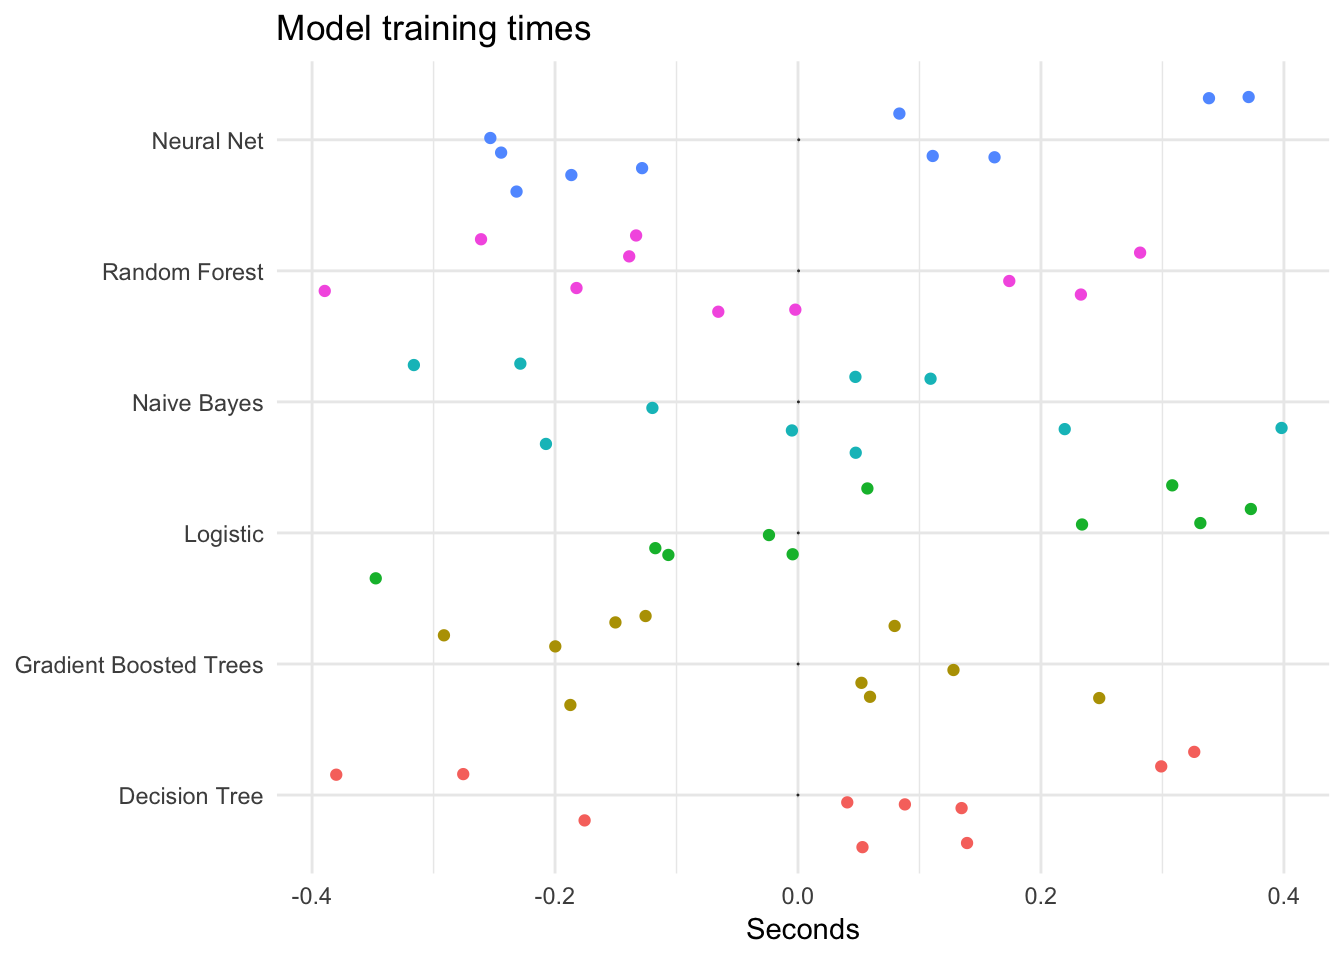 Model training times
Neural Net
Random Forest
Naive Bayes
Logistic
Gradient Boosted Trees
Decision Tree
-0.4
-0.2
0.0
0.2
0.4
Seconds